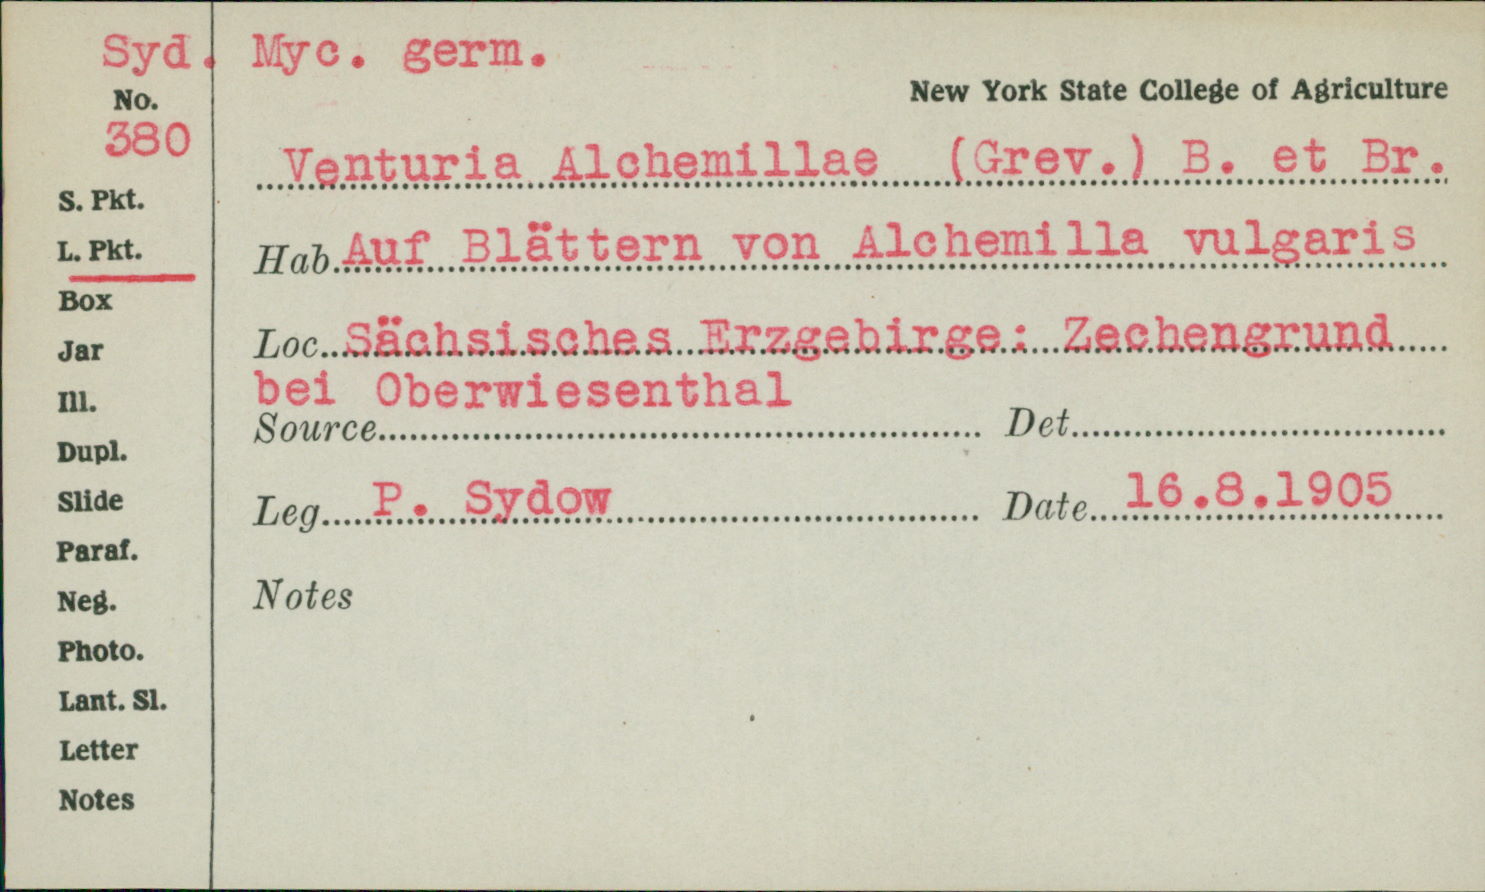 Syd. Myc. germ.
New York State College of Agriculture
No.
380
Venturia Alchemillae (Grev.) B. et Br.
S. Pkt.
L. Pkt.
Hab. Auf Blättern von Alchemilla vulgaris
Box
Jar
Loc. Sächsisches Erzgebirge: Zechengrund
bei Oberwiesenthal
Ill.
Source
Det.
Dupl.
Slide
Leg. P. Sydow
Date 16.8.1905
Paraf.
Neg.
Notes
Photo.
Lant. Sl.
Letter
Notes